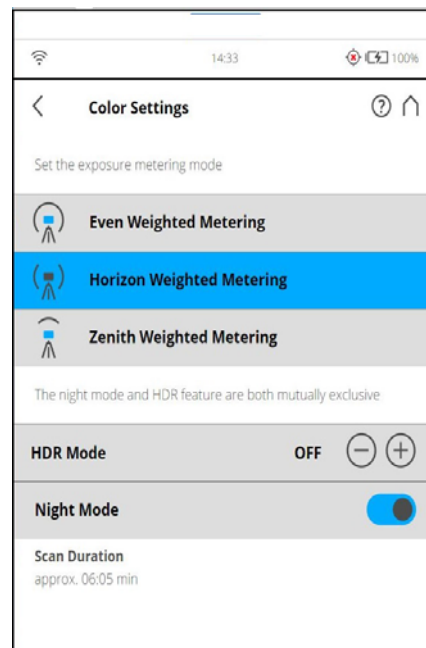 14:33
100%
Color Settings
Set the exposure metering mode
Even Weighted Metering
Horizon Weighted Metering
Zenith Weighted Metering
The night mode and HDR feature are both mutually exclusive
HDR Mode OFF
Night Mode
Scan Duration
approx. 06:05 min